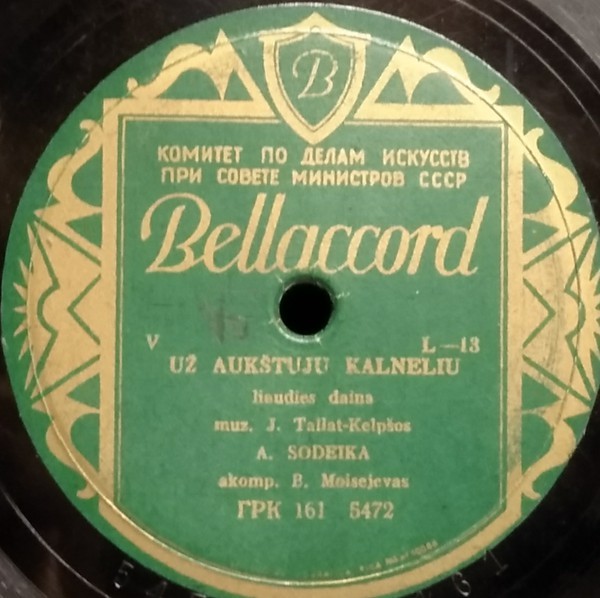 B
КОМИТЕТ ПО ДЕЛАМ ИСКУССТВ
ПРИ СОВЕТЕ МИНИСТРОВ СССР
Bellaccord
V L—13
UŽ AUKŠTUJU KALNELIU
liaudies daina
muz. J. Tallat-Kelpšos
A. SODEIKA
akomp. B. Moisejevas
ГРК 161 5472